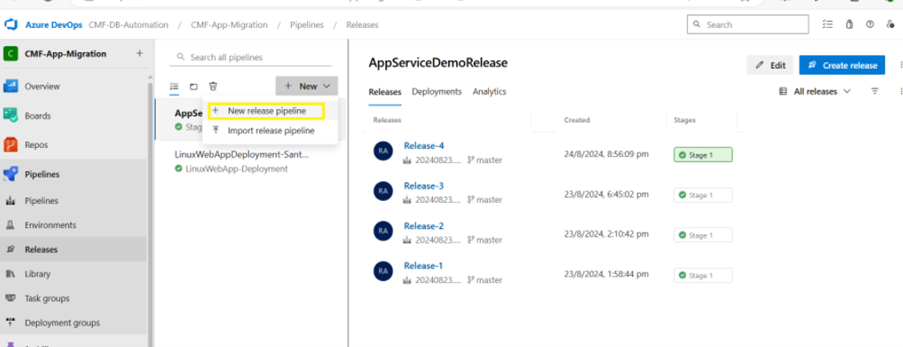 Azure DevOps CMF-DB-Automation / CMF-App-Migration / Pipelines / Releases
Search
C CMF-App-Migration +
Overview
Boards
Repos
Pipelines
Pipelines
Environments
Releases
Library
Task groups
Deployment groups
Search all pipelines
+ New
+ New release pipeline
Import release pipeline
AppSe
Stag
LinuxWebAppDeployment-Sant...
LinuxWebApp-Deployment
AppServiceDemoRelease
Edit
Create release
Releases Deployments Analytics
All releases
Releases Created Stages
RA Release-4 24/8/2024, 8:56:09 pm Stage 1
20240823.... master
RA Release-3 23/8/2024, 6:45:02 pm Stage 1
20240823.... master
RA Release-2 23/8/2024, 2:10:42 pm Stage 1
20240823.... master
RA Release-1 23/8/2024, 1:58:44 pm Stage 1
20240823.... master